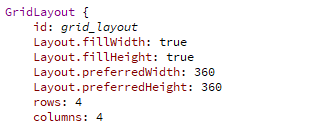 GridLayout {
id: grid_layout
Layout.fillWidth: true
Layout.fillHeight: true
Layout.preferredWidth: 360
Layout.preferredHeight: 360
rows: 4
columns: 4